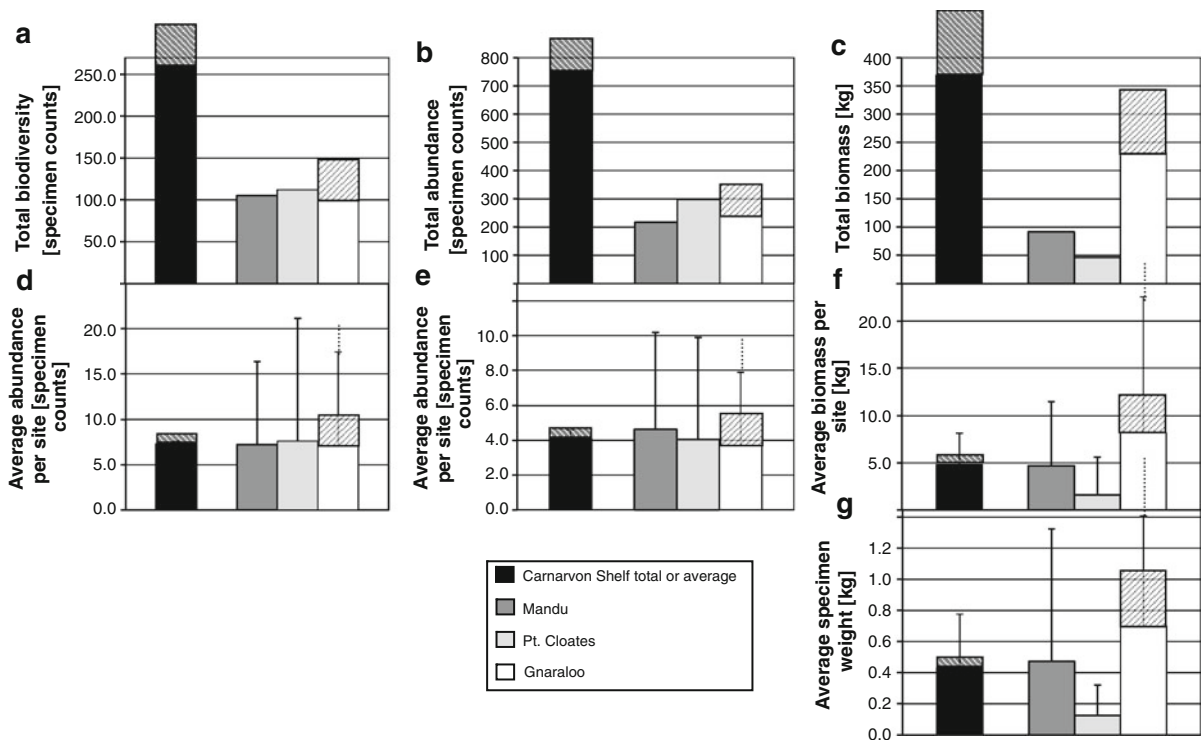 a
Total biodiversity
[specimen counts]
250.0
200.0
150.0
100.0
50.0
b
Total abundance
[specimen counts]
800
700
600
500
400
300
200
100
c
Total biomass [kg]
400
350
300
250
200
150
100
50
d
Average abundance
per site [specimen
counts]
20.0
15.0
10.0
5.0
0.0
e
Average abundance
per site [specimen
counts]
10.0
8.0
6.0
4.0
2.0
0.0
f
Average biomass per
site [kg]
20.0
15.0
10.0
5.0
0.0
g
Average specimen
weight [kg]
1.2
1.0
0.8
0.6
0.4
0.2
0.0
Carnarvon Shelf total or average
Mandu
Pt. Cloates
Gnaraloo